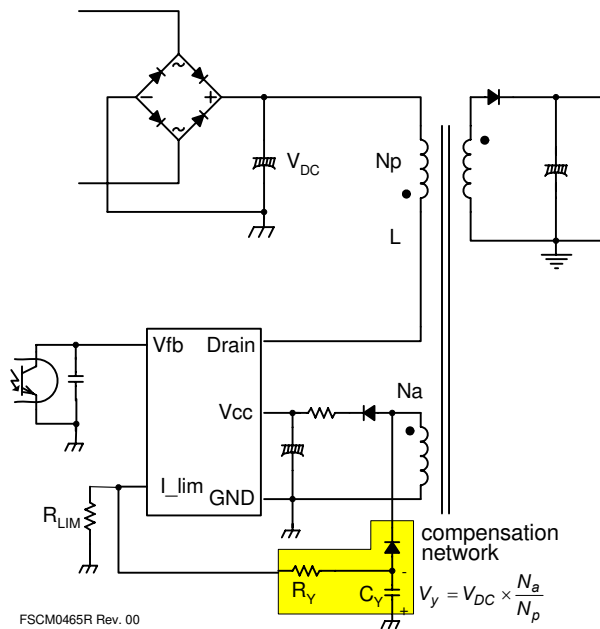 ~
-
+
~
V_DC
Np
L
Vfb
Drain
Na
Vcc
I_lim
GND
R_LIM
compensation
network
R_Y
C_Y
-
+
V_y = V_DC × N_a / N_p
FSCM0465R Rev. 00